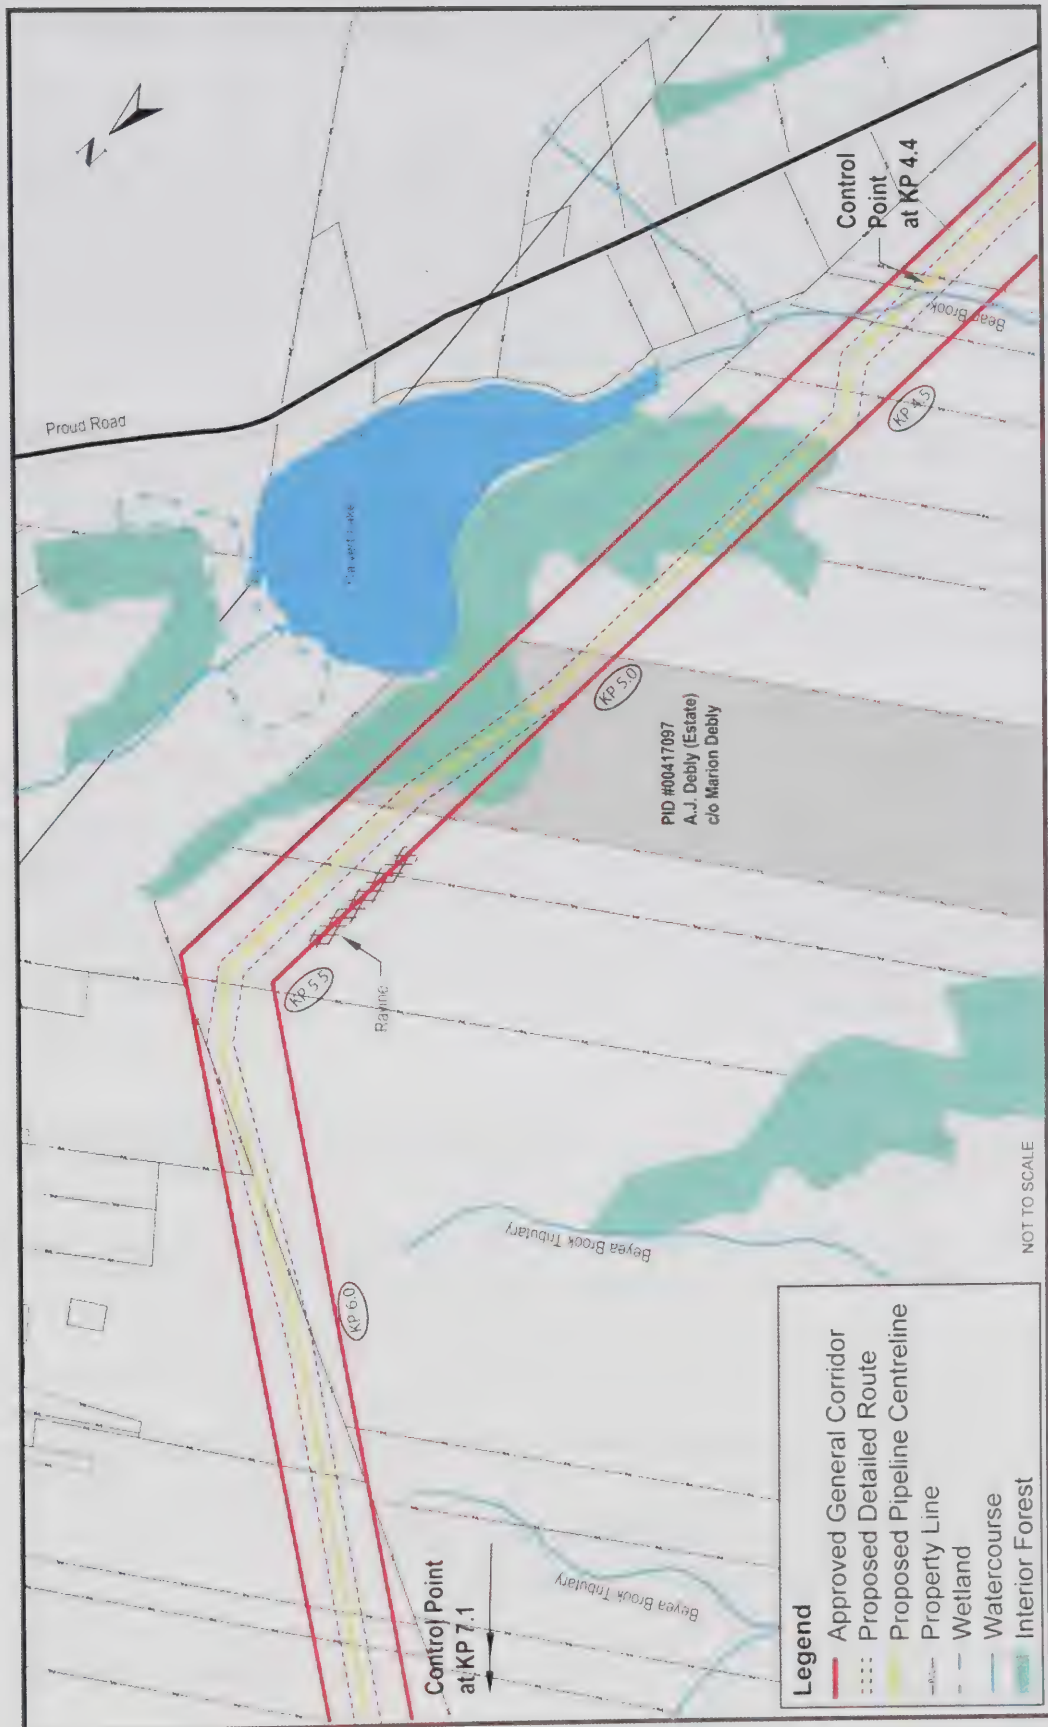 N
Proud Road
Lake
Control
Point
at KP 4.4
Bear Brook
KP 4.5
KP 5.0
PID #00417097
A.J. Debly (Estate)
c/o Marion Debly
KP 5.5
Ravine
KP 6.0
Beyea Brook Tributary
Beyea Brook Tributary
Control Point
at KP 7.1
NOT TO SCALE
Legend
Approved General Corridor
Proposed Detailed Route
Proposed Pipeline Centreline
Property Line
Wetland
Watercourse
Interior Forest